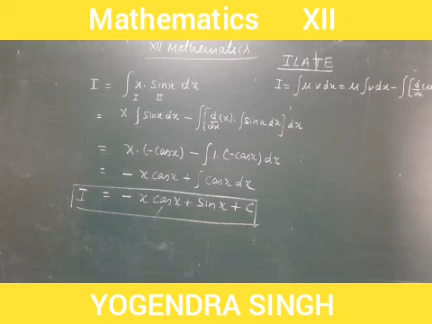 Mathematics XII
XII Mathematics
ILATE
I = ∫ x. sinx dx
I II
I = ∫ u v dx = u ∫ v dx - ∫[d/dx
= x ∫ sinx dx - ∫[d/dx (x). ∫ sinx dx] dx
= x. (-cosx) - ∫ 1. (-cosx) dx
= - x cosx + ∫ cosx dx
I = - x cosx + sinx + c
YOGENDRA SINGH